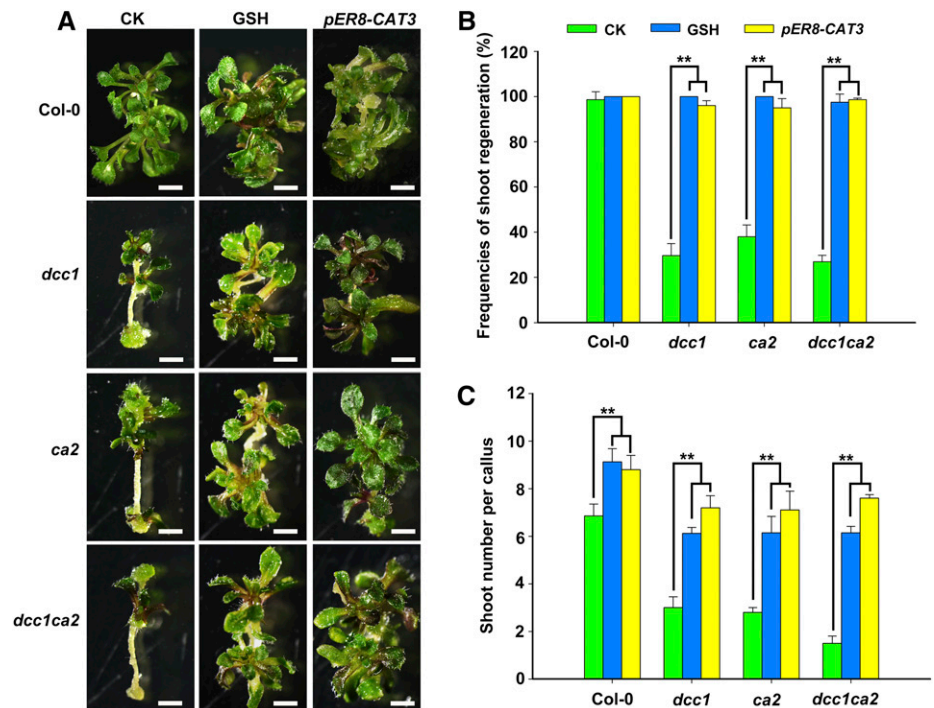 A
CK GSH pER8-CAT3
Col-0
dcc1
ca2
dcc1ca2
B
CK GSH pER8-CAT3
Frequencies of shoot regeneration (%)
120
100
80
60
40
20
0
** ** **
Col-0 dcc1 ca2 dcc1ca2
C
Shoot number per callus
12
10
8
6
4
2
0
** ** ** **
Col-0 dcc1 ca2 dcc1ca2